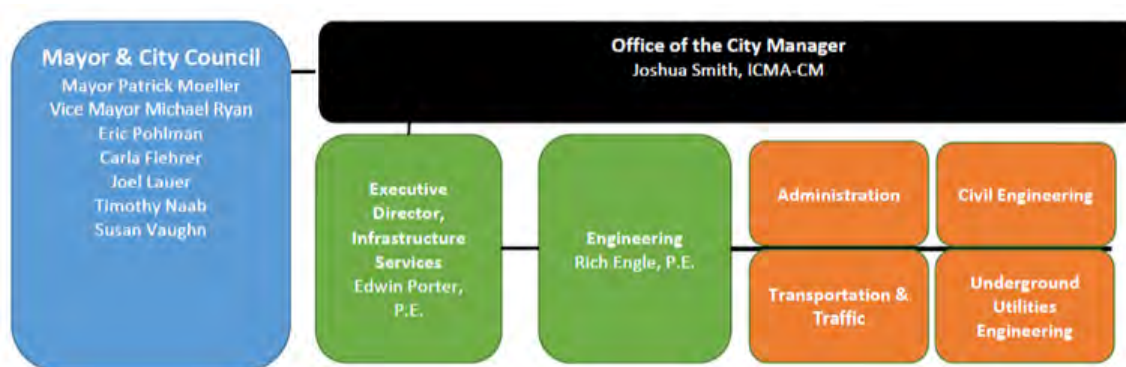 Mayor & City Council
Mayor Patrick Moeller
Vice Mayor Michael Ryan
Eric Pohlman
Carla Fiehrer
Joel Lauer
Timothy Naab
Susan Vaughn
Office of the City Manager
Joshua Smith, ICMA-CM
Executive
Director,
Infrastructure
Services
Edwin Porter,
P.E.
Engineering
Rich Engle, P.E.
Administration
Civil Engineering
Transportation &
Traffic
Underground
Utilities
Engineering